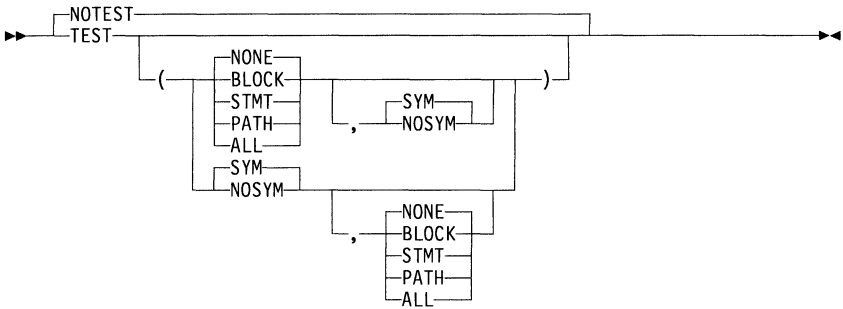 NOTEST
TEST
( NONE )
BLOCK
STMT SYM
PATH , NOSYM
ALL
SYM
NOSYM
NONE
, BLOCK
STMT
PATH
ALL